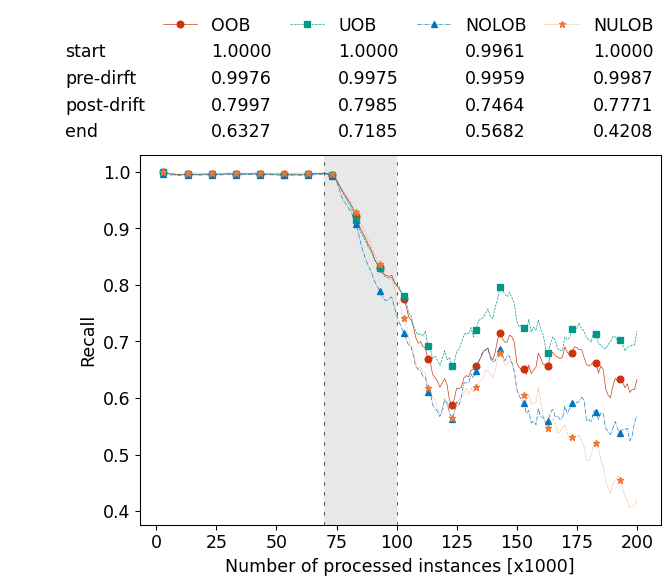 OOB UOB NOLOB NULOB
start 1.0000 1.0000 0.9961 1.0000
pre-dirft 0.9976 0.9975 0.9959 0.9987
post-drift 0.7997 0.7985 0.7464 0.7771
end 0.6327 0.7185 0.5682 0.4208
1.0
0.9
0.8
0.7
0.6
0.5
0.4
Recall
0 25 50 75 100 125 150 175 200
Number of processed instances [x1000]